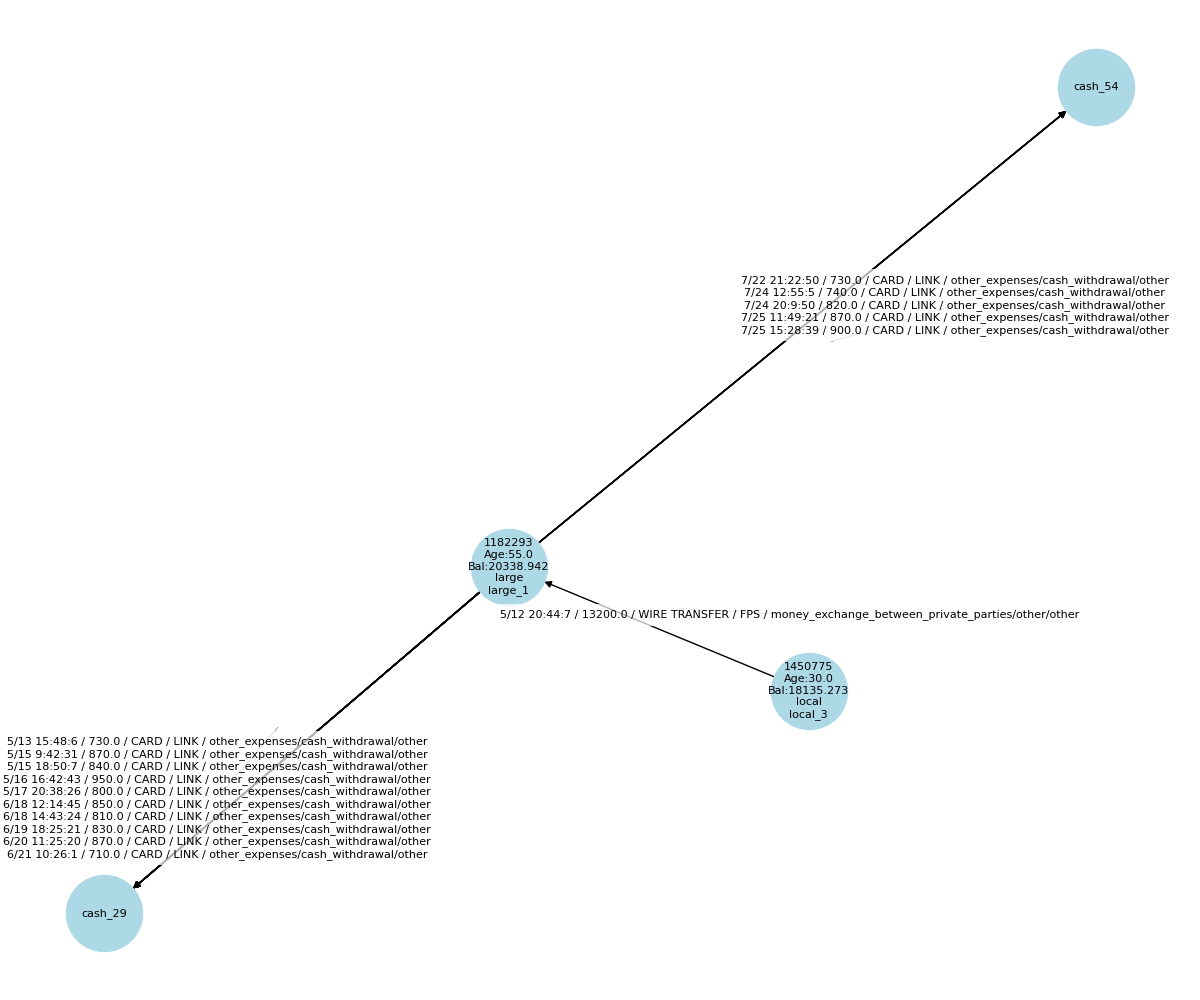 cash_54
7/22 21:22:50 / 730.0 / CARD / LINK / other_expenses/cash_withdrawal/other
7/24 12:55:5 / 740.0 / CARD / LINK / other_expenses/cash_withdrawal/other
7/24 20:9:50 / 820.0 / CARD / LINK / other_expenses/cash_withdrawal/other
7/25 11:49:21 / 870.0 / CARD / LINK / other_expenses/cash_withdrawal/other
7/25 15:28:39 / 900.0 / CARD / LINK / other_expenses/cash_withdrawal/other
1182293
Age:55.0
Bal:20338.942
large
large_1
5/12 20:44:7 / 13200.0 / WIRE TRANSFER / FPS / money_exchange_between_private_parties/other/other
1450775
Age:30.0
Bal:18135.273
local
local_3
5/13 15:48:6 / 730.0 / CARD / LINK / other_expenses/cash_withdrawal/other
5/15 9:42:31 / 870.0 / CARD / LINK / other_expenses/cash_withdrawal/other
5/15 18:50:7 / 840.0 / CARD / LINK / other_expenses/cash_withdrawal/other
5/16 16:42:43 / 950.0 / CARD / LINK / other_expenses/cash_withdrawal/other
5/17 20:38:26 / 800.0 / CARD / LINK / other_expenses/cash_withdrawal/other
6/18 12:14:45 / 850.0 / CARD / LINK / other_expenses/cash_withdrawal/other
6/18 14:43:24 / 810.0 / CARD / LINK / other_expenses/cash_withdrawal/other
6/19 18:25:21 / 830.0 / CARD / LINK / other_expenses/cash_withdrawal/other
6/20 11:25:20 / 870.0 / CARD / LINK / other_expenses/cash_withdrawal/other
6/21 10:26:1 / 710.0 / CARD / LINK / other_expenses/cash_withdrawal/other
cash_29